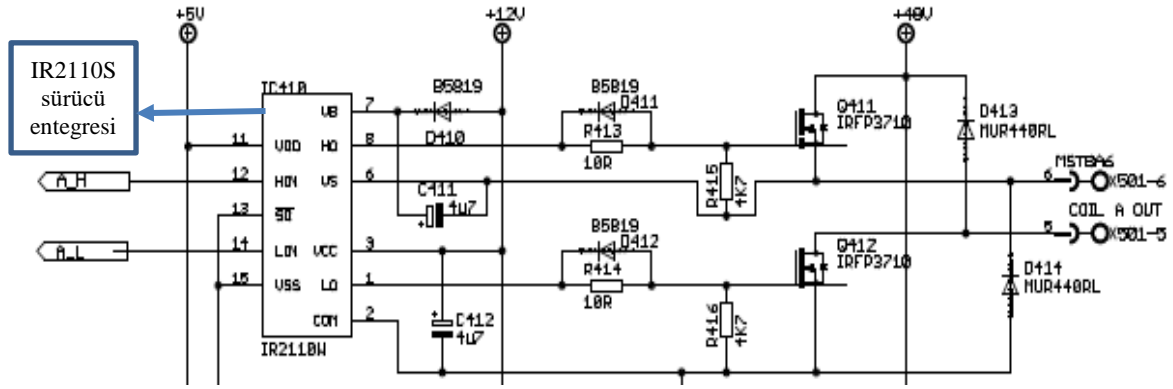 +5V
+12V
+40V
IR2110S
sürücü
entegresi
IC410
VB
7
B5819
D410
B5819
D411
R413
10R
Q411
IRFP3710
D413
MUR440RL
11
VDD
HO
8
A_H
12
HIN
VS
6
C411
4u7
R415
4K7
MSTBA6
6
X501-6
COIL A OUT
5
X501-5
13
SD
A_L
14
LIN
VCC
3
B5819
D412
R414
10R
Q412
IRFP3710
D414
MUR440RL
15
VSS
LO
1
COM
2
C412
4u7
R416
4K7
IR2110W